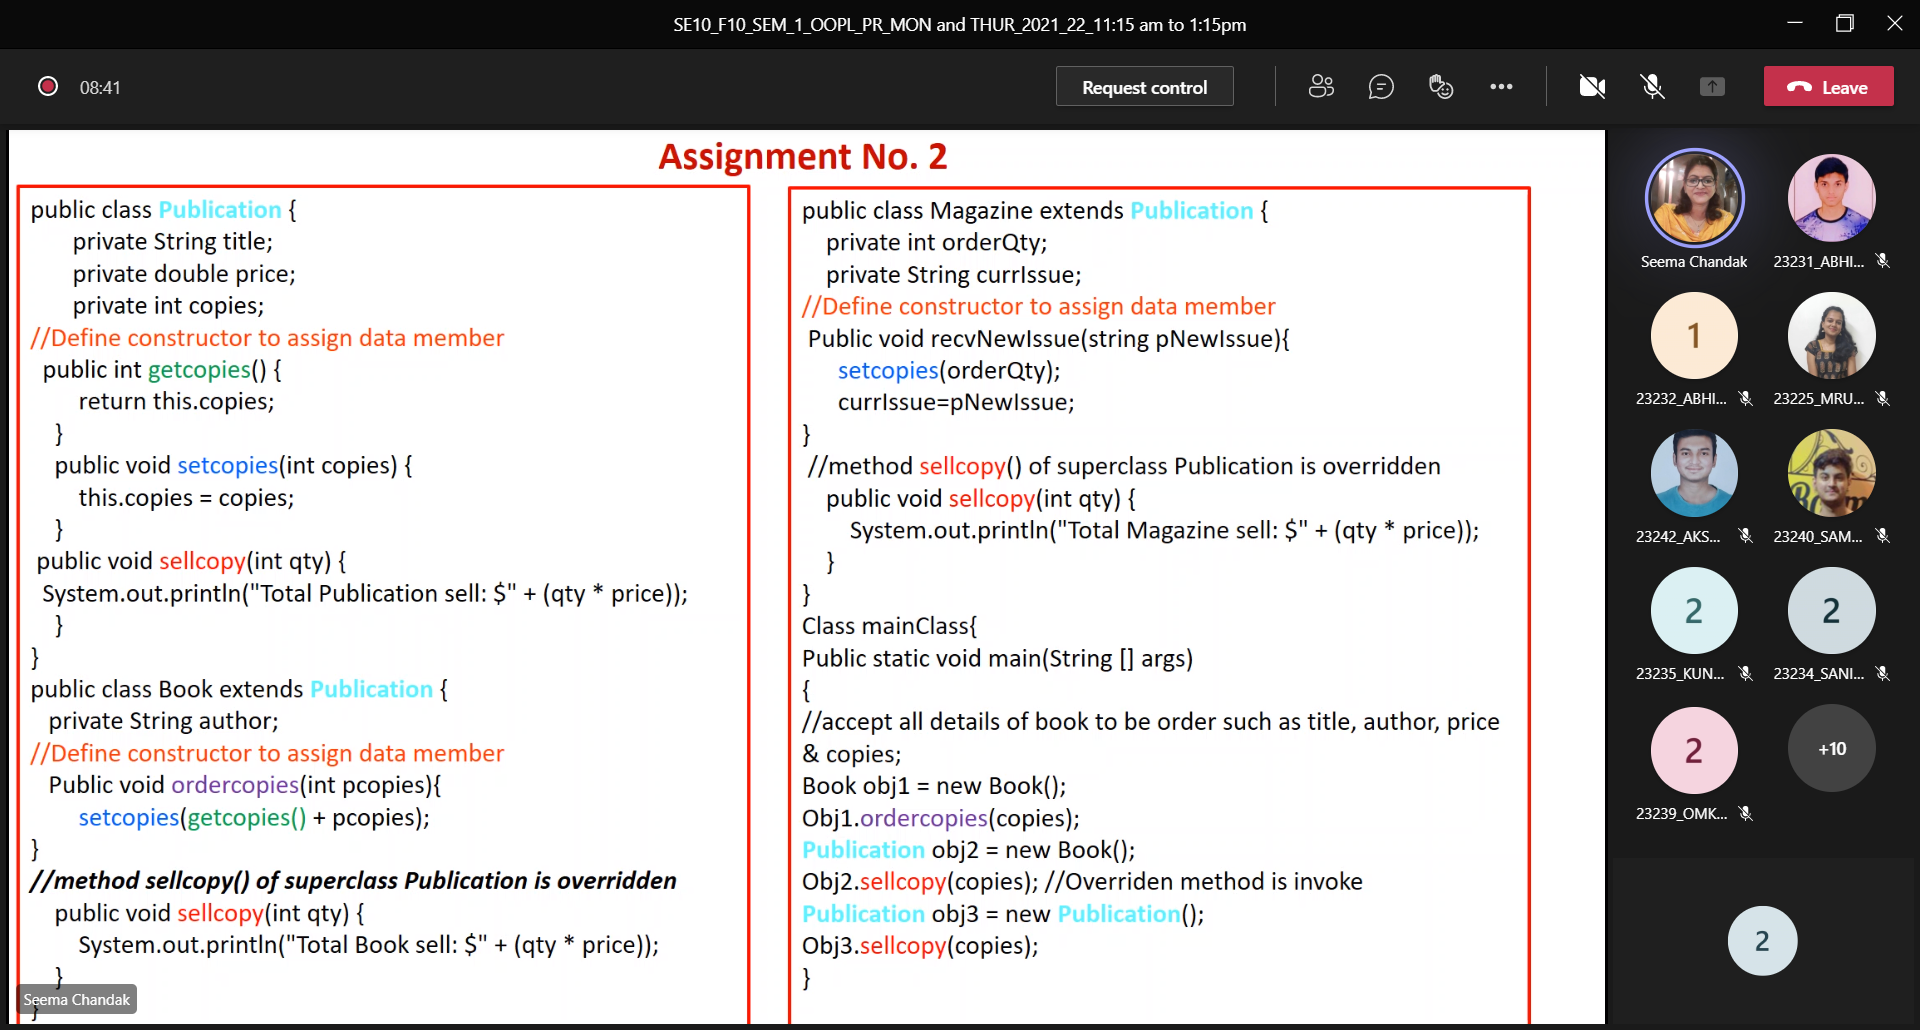 SE10_F10_SEM_1_OOPL_PR_MON and THUR_2021_22_11:15 am to 1:15pm
08:41
Request control
Leave
Assignment No. 2
public class Publication {
private String title;
private double price;
private int copies;
//Define constructor to assign data member
public int getcopies() {
return this.copies;
}
public void setcopies(int copies) {
this.copies = copies;
}
public void sellcopy(int qty) {
System.out.println("Total Publication sell: $" + (qty * price));
}
}
public class Book extends Publication {
private String author;
//Define constructor to assign data member
Public void ordercopies(int pcopies){
setcopies(getcopies() + pcopies);
}
//method sellcopy() of superclass Publication is overridden
public void sellcopy(int qty) {
System.out.println("Total Book sell: $" + (qty * price));
}
}
Seema Chandak
public class Magazine extends Publication {
private int orderQty;
private String currIssue;
//Define constructor to assign data member
Public void recvNewIssue(string pNewIssue){
setcopies(orderQty);
currIssue=pNewIssue;
}
//method sellcopy() of superclass Publication is overridden
public void sellcopy(int qty) {
System.out.println("Total Magazine sell: $" + (qty * price));
}
}
Class mainClass{
Public static void main(String [] args)
{
//accept all details of book to be order such as title, author, price
& copies;
Book obj1 = new Book();
Obj1.ordercopies(copies);
Publication obj2 = new Book();
Obj2.sellcopy(copies); //Overriden method is invoke
Publication obj3 = new Publication();
Obj3.sellcopy(copies);
}
Seema Chandak
23231_ABHI...
1
23232_ABHI...
23225_MRU...
23242_AKS...
23240_SAM...
2
2
23235_KUN...
23234_SANI...
2
+10
23239_OMK...
2